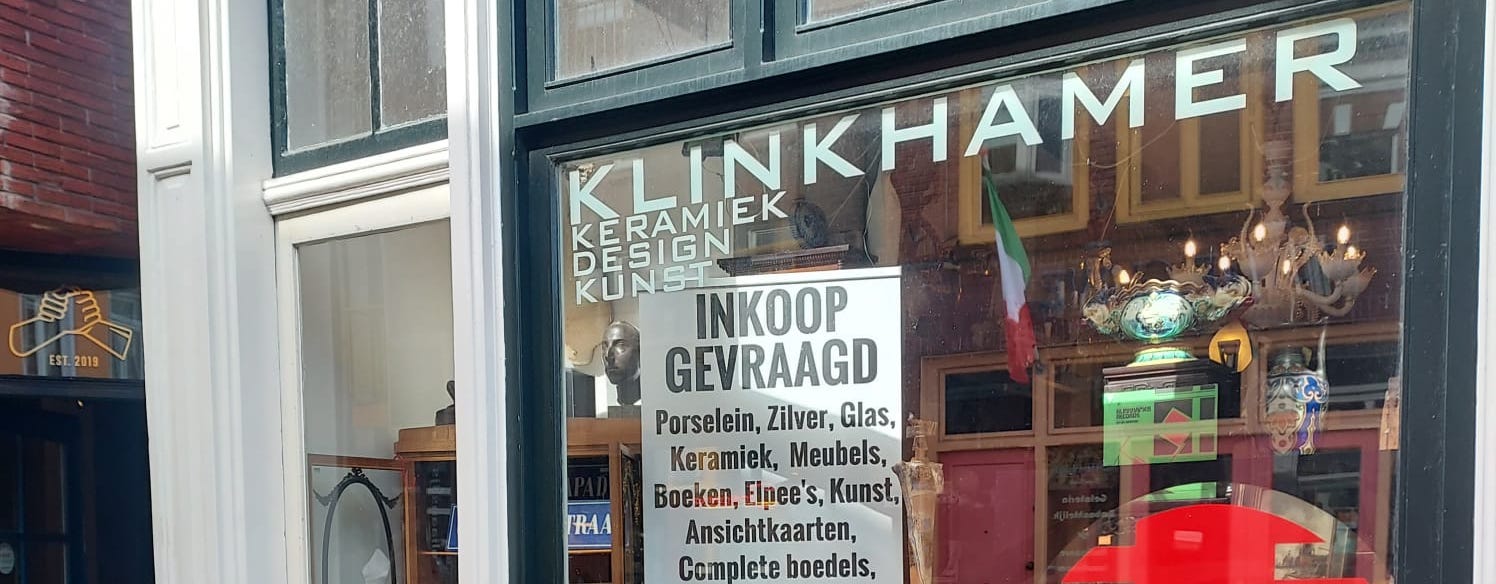 KLINKHAMER
KERAMIEK
DESIGN
KUNST
INKOOP
GEVRAAGD
Porselein, Zilver, Glas,
Keramiek, Meubels,
Boeken, Elpee's, Kunst,
Ansichtkaarten,
Complete boedels,
EST. 2019